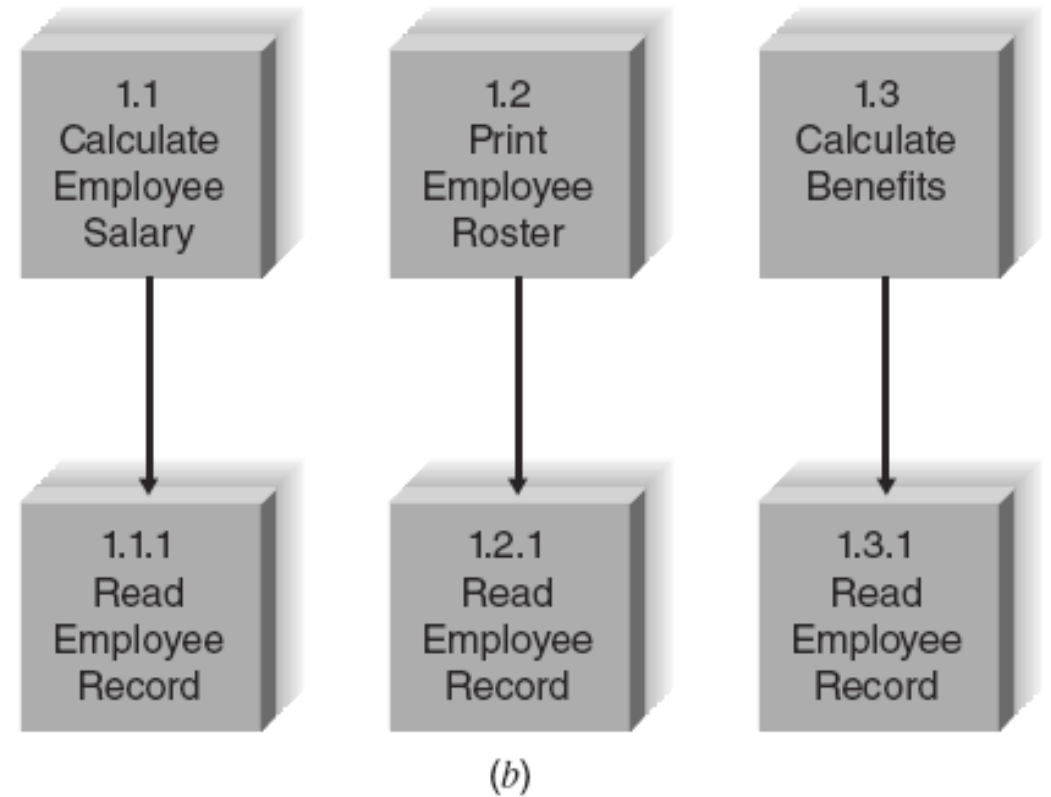 1.1
Calculate
Employee
Salary
1.2
Print
Employee
Roster
1.3
Calculate
Benefits
1.1.1
Read
Employee
Record
1.2.1
Read
Employee
Record
1.3.1
Read
Employee
Record
(b)